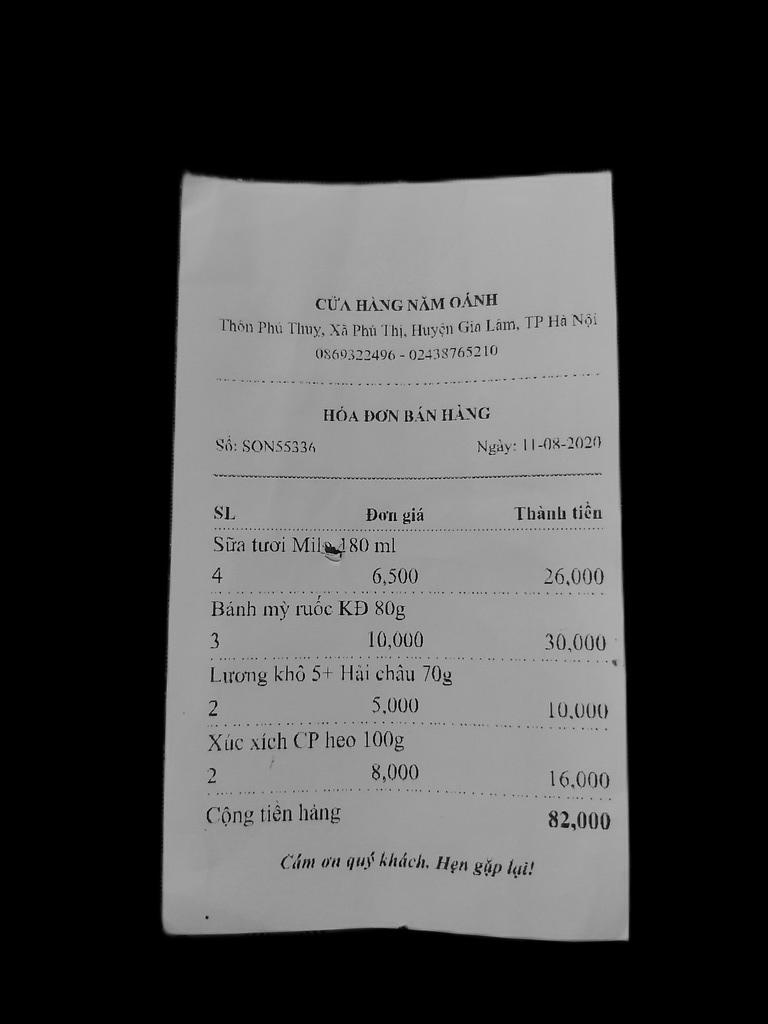 CỬA HÀNG NĂM OÁNH
Thôn Phú Thuỵ, Xã Phú Thị, Huyện Gia Lâm, TP Hà Nội
0869322496 - 02438765210
HÓA ĐƠN BÁN HÀNG
Số: SON55336 Ngày: 11-08-2020
SL Đơn giá Thành tiền
Sữa tươi Milo 180 ml
4 6,500 26,000
Bánh mỳ ruốc KĐ 80g
3 10,000 30,000
Lương khô 5+ Hải châu 70g
2 5,000 10,000
Xúc xích CP heo 100g
2 8,000 16,000
Cộng tiền hàng 82,000
Cám ơn quý khách. Hẹn gặp lại!